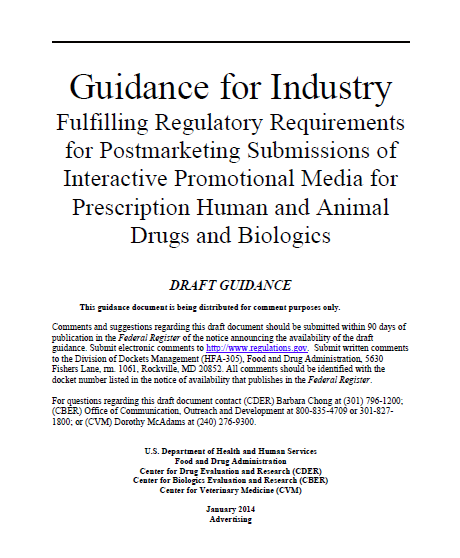 Guidance for Industry
Fulfilling Regulatory Requirements
for Postmarketing Submissions of
Interactive Promotional Media for
Prescription Human and Animal
Drugs and Biologics
DRAFT GUIDANCE
This guidance document is being distributed for comment purposes only.
Comments and suggestions regarding this draft document should be submitted within 90 days of
publication in the Federal Register of the notice announcing the availability of the draft
guidance. Submit electronic comments to http://www.regulations.gov. Submit written comments
to the Division of Dockets Management (HFA-305), Food and Drug Administration, 5630
Fishers Lane, rm. 1061, Rockville, MD 20852. All comments should be identified with the
docket number listed in the notice of availability that publishes in the Federal Register.
For questions regarding this draft document contact (CDER) Barbara Chong at (301) 796-1200;
(CBER) Office of Communication, Outreach and Development at 800-835-4709 or 301-827-
1800; or (CVM) Dorothy McAdams at (240) 276-9300.
U.S. Department of Health and Human Services
Food and Drug Administration
Center for Drug Evaluation and Research (CDER)
Center for Biologics Evaluation and Research (CBER)
Center for Veterinary Medicine (CVM)
January 2014
Advertising